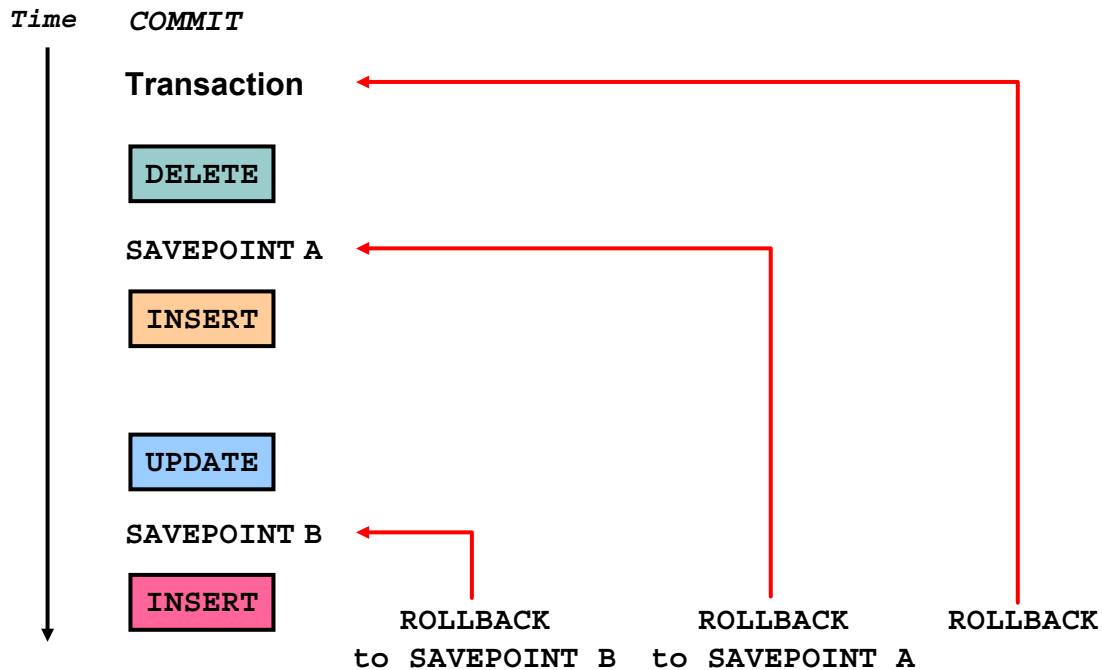 Time
COMMIT
Transaction
DELETE
SAVEPOINT A
INSERT
UPDATE
SAVEPOINT B
INSERT
ROLLBACK
to SAVEPOINT B
ROLLBACK
to SAVEPOINT A
ROLLBACK